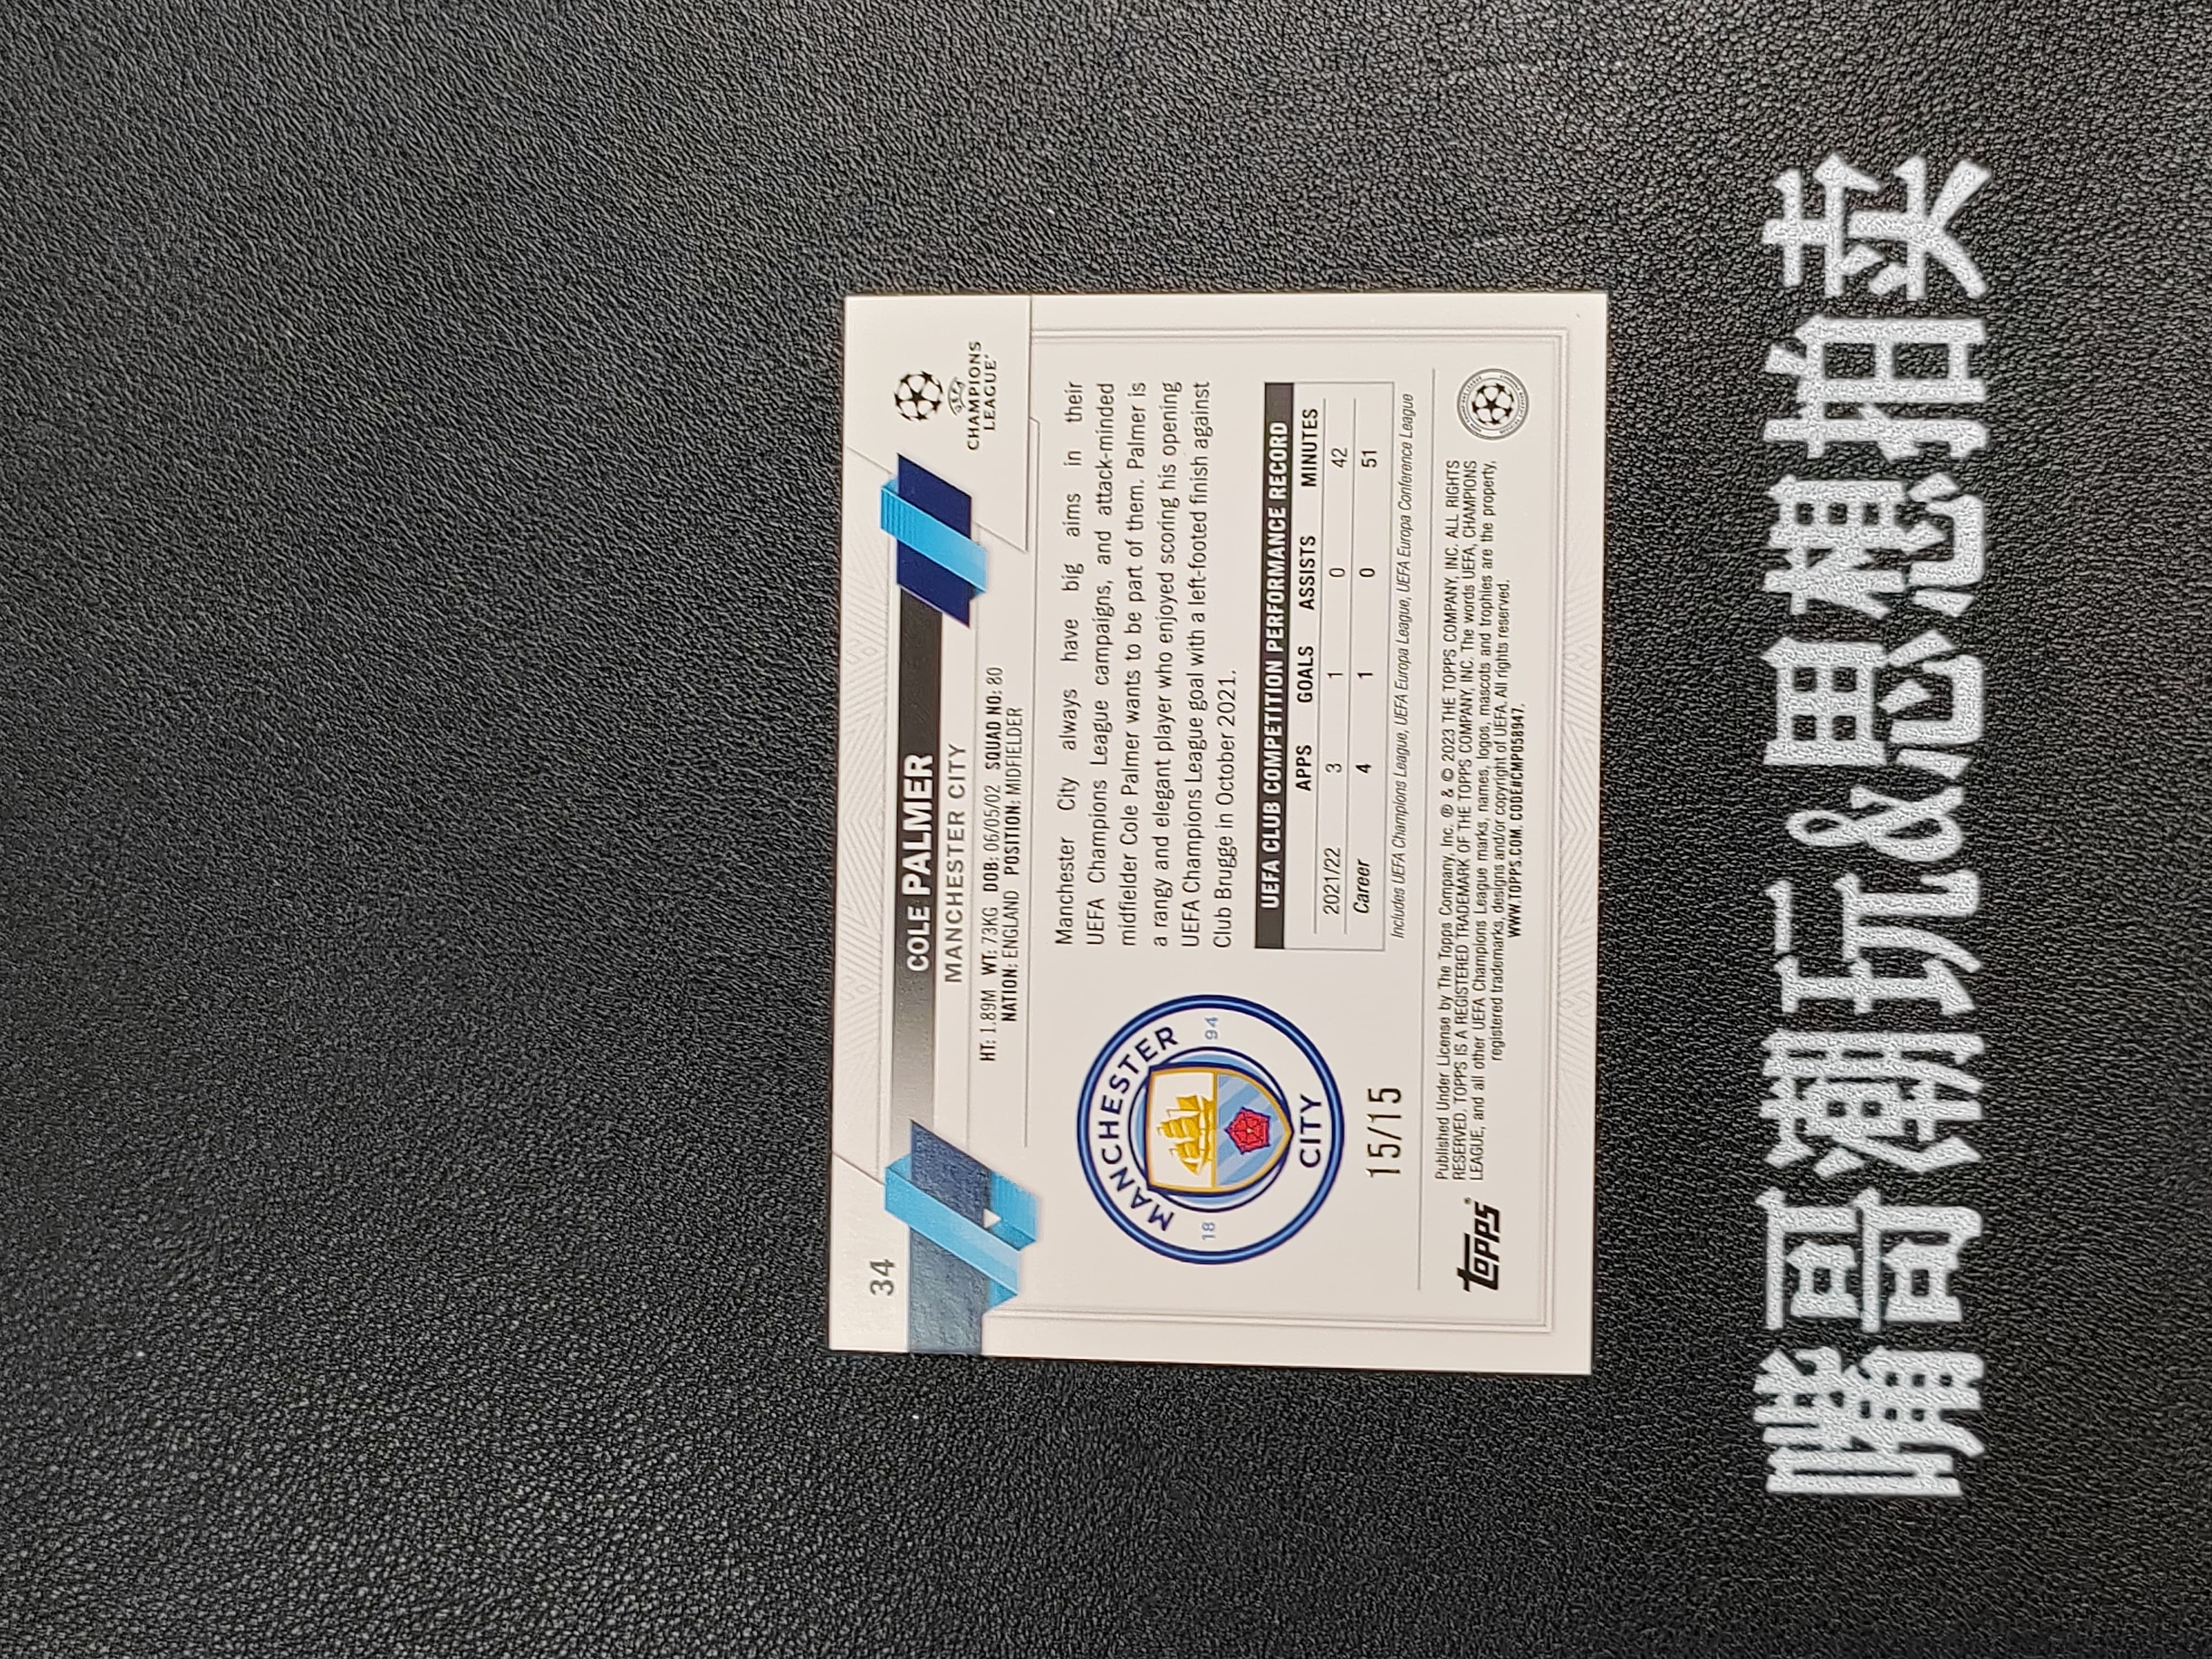 34
COLE PALMER
MANCHESTER CITY
HT: 1.89M WT: 73KG DOB: 06/05/02 SQUAD NO: 80
NATION: ENGLAND POSITION: MIDFIELDER
UEFA
CHAMPIONS
LEAGUE
Manchester City always have big aims in their
UEFA Champions League campaigns, and attack-minded
midfielder Cole Palmer wants to be part of them. Palmer is
a rangy and elegant player who enjoyed scoring his opening
UEFA Champions League goal with a left-footed finish against
Club Brugge in October 2021.
MANCHESTER
18 94
CITY
15/15
UEFA CLUB COMPETITION PERFORMANCE RECORD
APPS GOALS ASSISTS MINUTES
2021/22 3 1 0 42
Career 4 1 0 51
Includes UEFA Champions League, UEFA Europa League, UEFA Europa Conference League
topps®
Published Under License by The Topps Company, Inc. ® & © 2023 THE TOPPS COMPANY, INC. ALL RIGHTS
RESERVED. TOPPS IS A REGISTERED TRADEMARK OF THE TOPPS COMPANY, INC. The words UEFA, CHAMPIONS
LEAGUE, and all other UEFA Champions League marks, names, logos, mascots and trophies are the property,
registered trademarks, designs and/or copyright of UEFA. All rights reserved.
WWW.TOPPS.COM. CODE#CMP058947.
嘴哥潮玩&思想拍卖